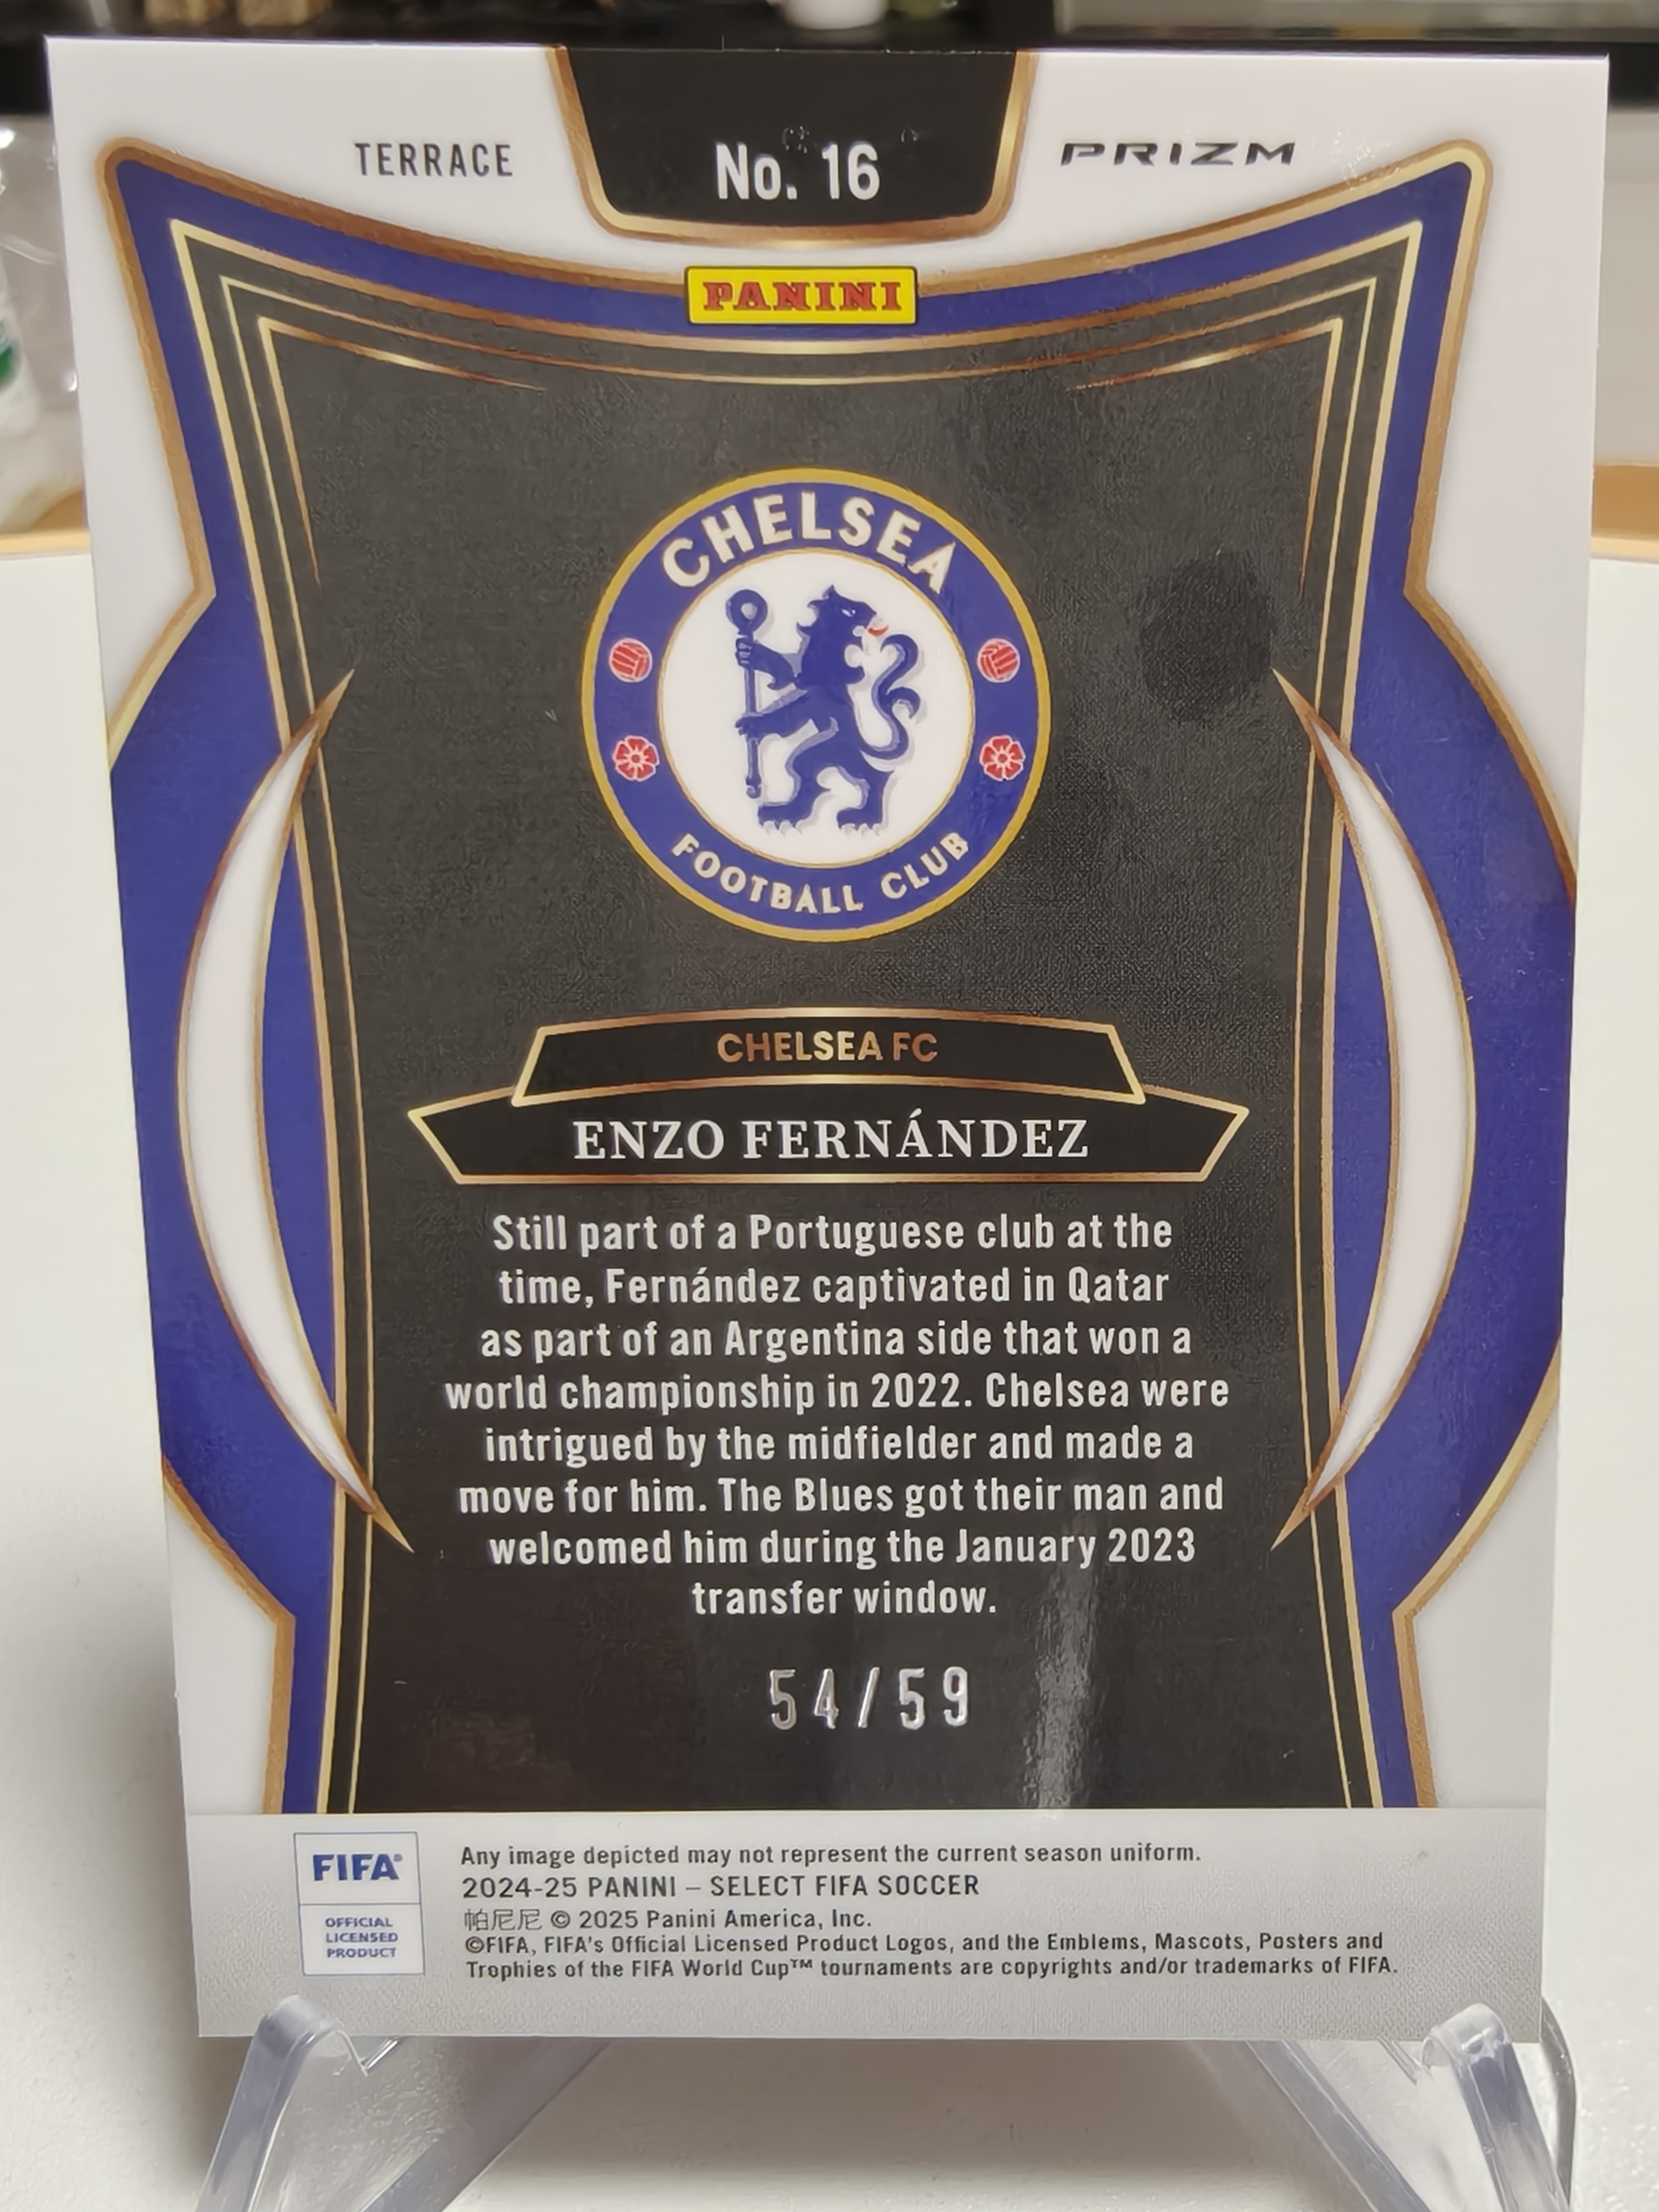 TERRACE
No. 16
PRIZM
PANINI
CHELSEA
FOOTBALL CLUB
CHELSEA FC
ENZO FERNÁNDEZ
Still part of a Portuguese club at the
time, Fernández captivated in Qatar
as part of an Argentina side that won a
world championship in 2022. Chelsea were
intrigued by the midfielder and made a
move for him. The Blues got their man and
welcomed him during the January 2023
transfer window.
54/59
FIFA®
OFFICIAL
LICENSED
PRODUCT
Any image depicted may not represent the current season uniform.
2024-25 PANINI – SELECT FIFA SOCCER
帕尼尼 © 2025 Panini America, Inc.
©FIFA, FIFA's Official Licensed Product Logos, and the Emblems, Mascots, Posters and
Trophies of the FIFA World Cup™ tournaments are copyrights and/or trademarks of FIFA.